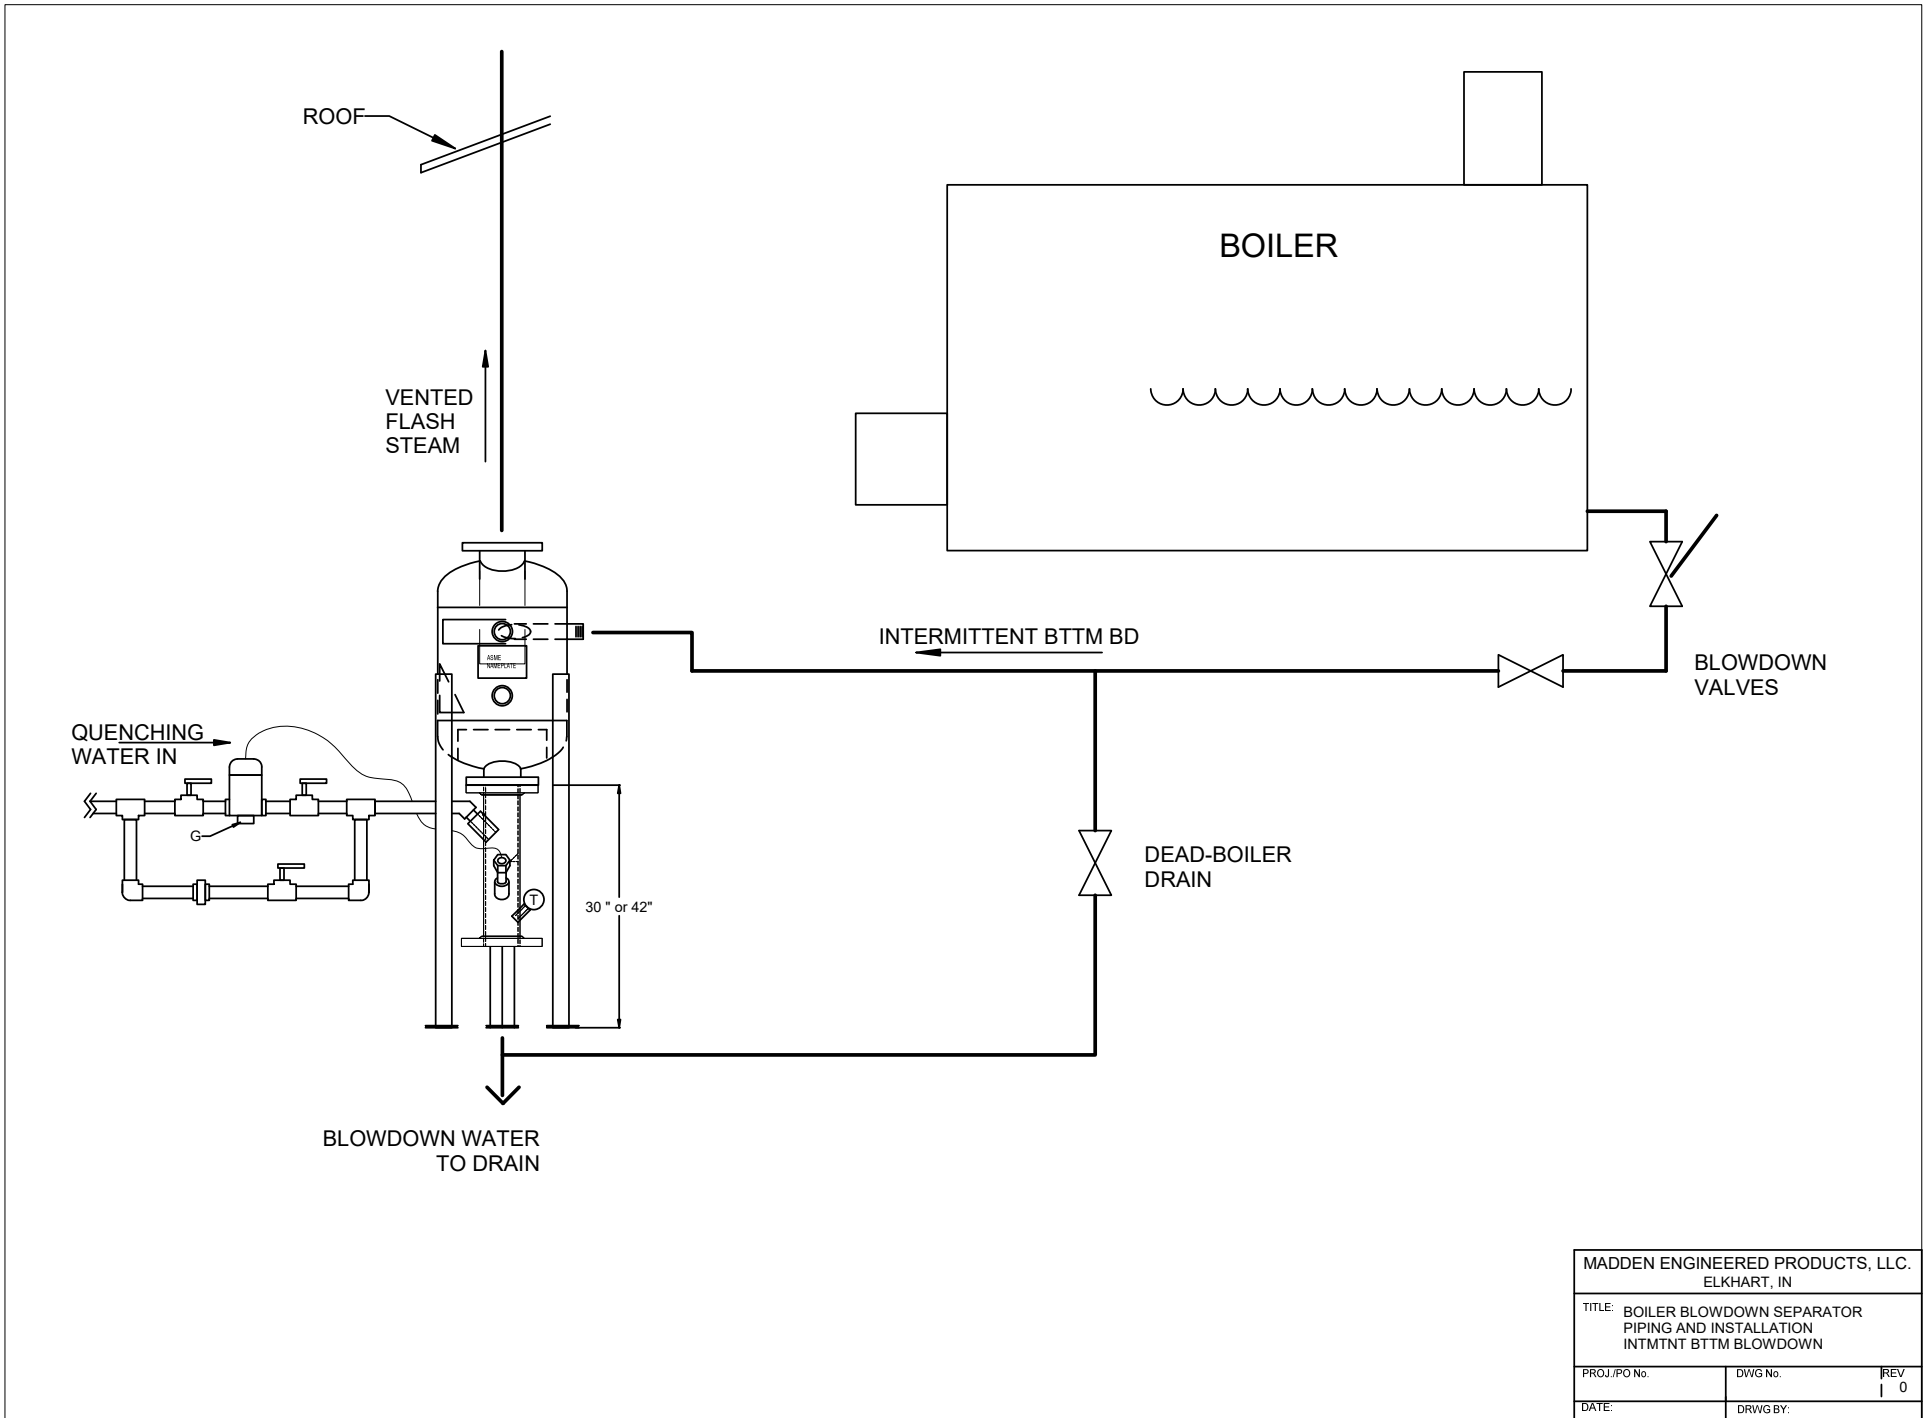 ROOF
BOILER
VENTED
FLASH
STEAM
INTERMITTENT BTTM BD
ASME
NAMEPLATE
BLOWDOWN
VALVES
QUENCHING
WATER IN
G
DEAD-BOILER
DRAIN
T
30 " or 42"
BLOWDOWN WATER
TO DRAIN
MADDEN ENGINEERED PRODUCTS, LLC.
ELKHART, IN
TITLE: BOILER BLOWDOWN SEPARATOR
PIPING AND INSTALLATION
INTMTNT BTTM BLOWDOWN
PROJ./PO No. DWG No. REV
0
DATE: DRWG BY: